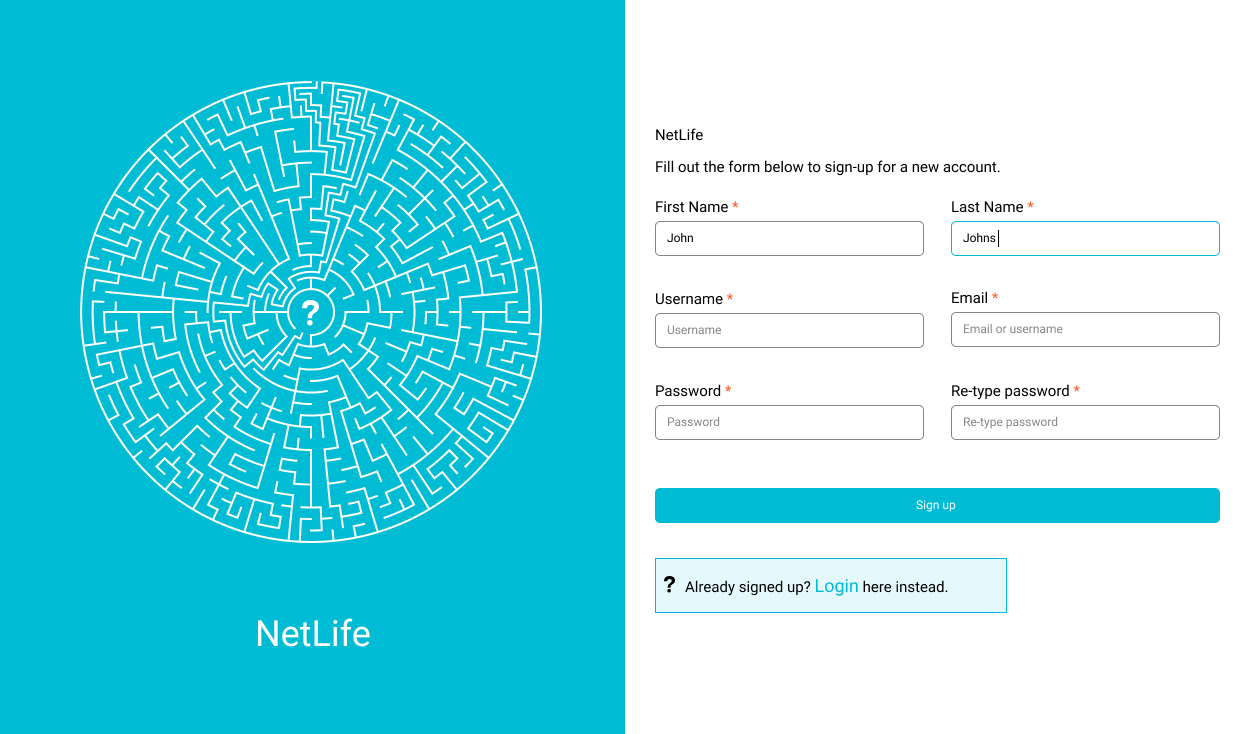 ?
NetLife
NetLife
Fill out the form below to sign-up for a new account.
First Name *
John
Last Name *
Johns
Username *
Username
Email *
Email or username
Password *
Password
Re-type password *
Re-type password
Sign up
? Already signed up? Login here instead.